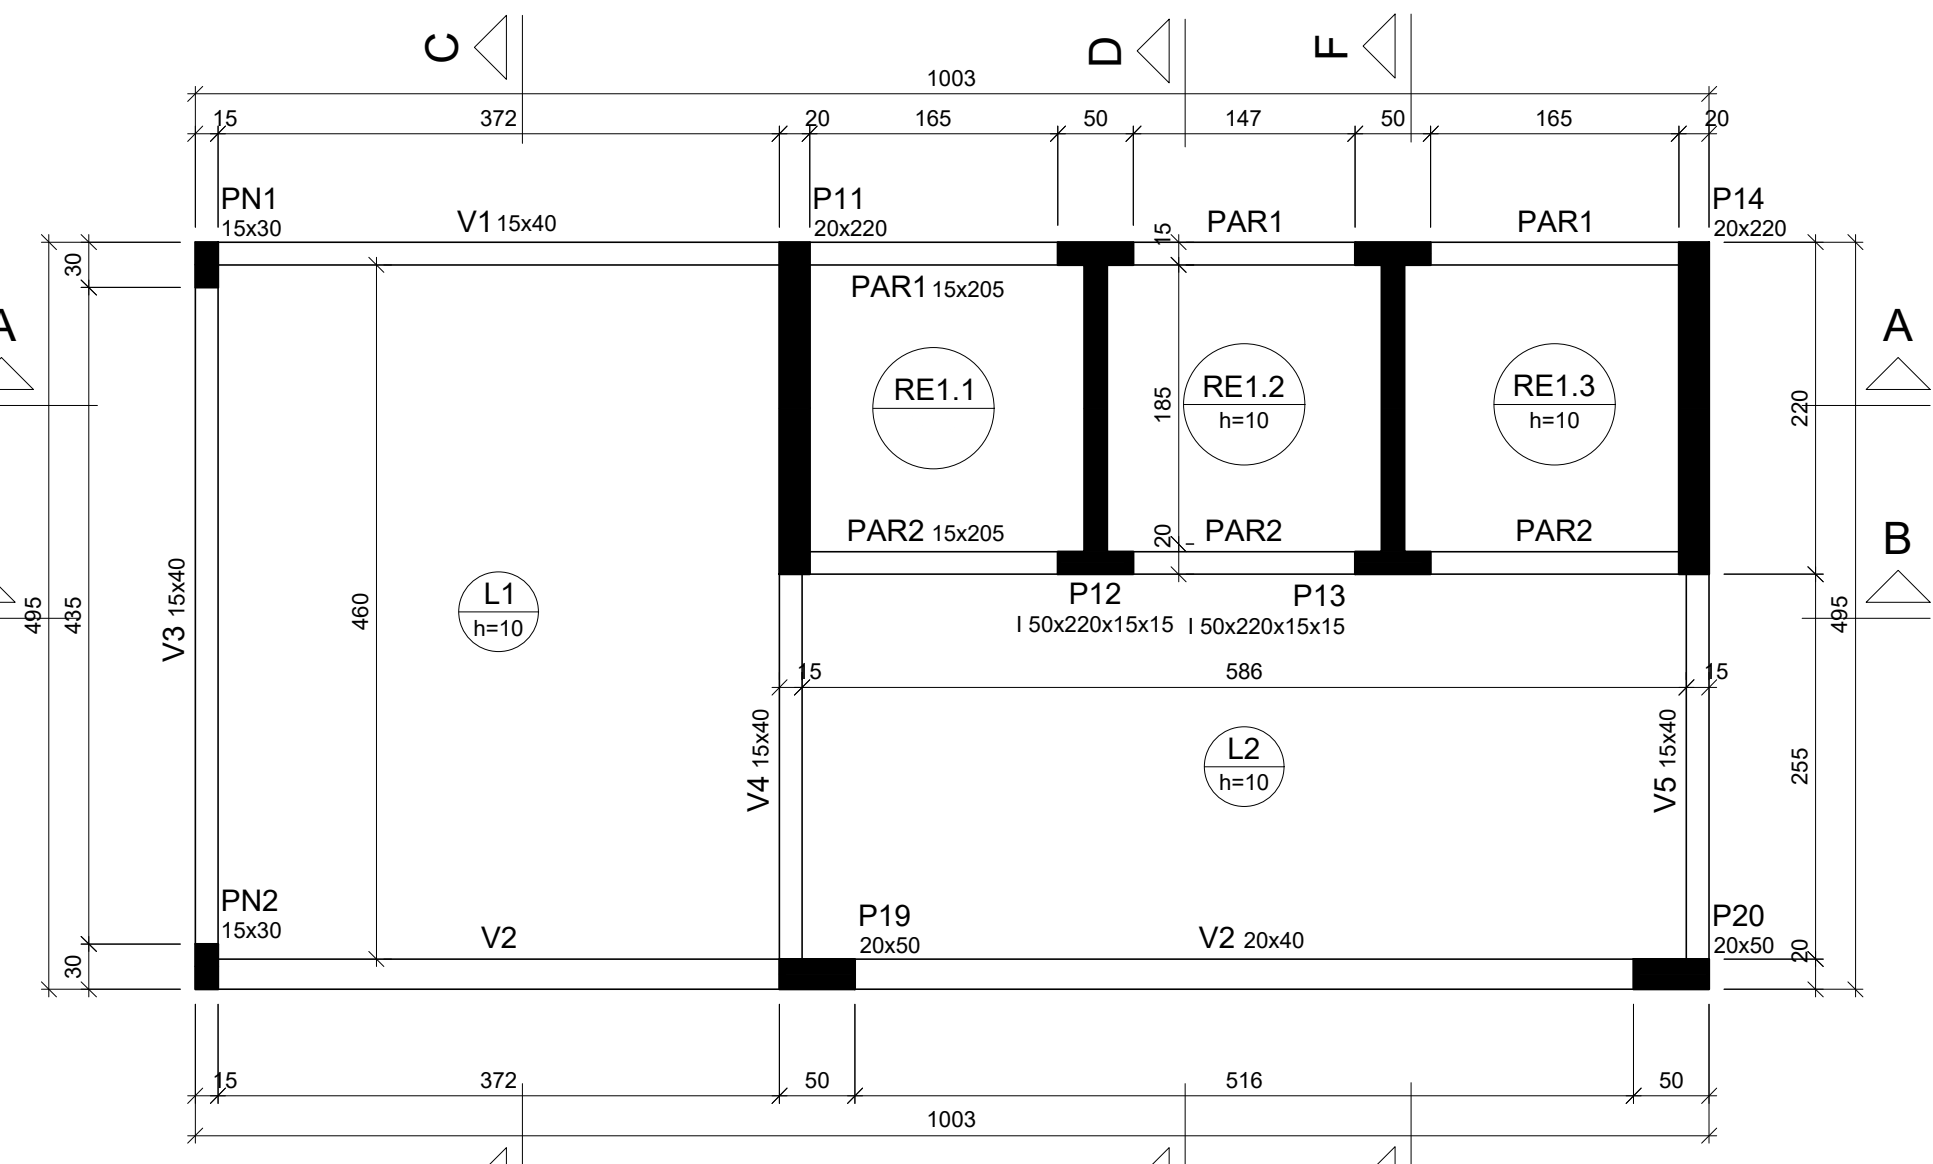 C
D
F
1003
15
372
20
165
50
147
50
165
20
PN1
15x30
V1 15x40
P11
20x220
PAR1
PAR1
P14
20x220
15
30
PAR1 15x205
A
A
RE1.1
RE1.2
h=10
RE1.3
h=10
185
220
PAR2 15x205
20
PAR2
PAR2
B
V3 15x40
495
435
460
L1
h=10
P12
I 50x220x15x15
P13
I 50x220x15x15
495
15
586
15
V4 15x40
L2
h=10
V5 15x40
255
PN2
15x30
V2
P19
20x50
V2 20x40
P20
20x50
30
20
15
372
50
516
50
1003